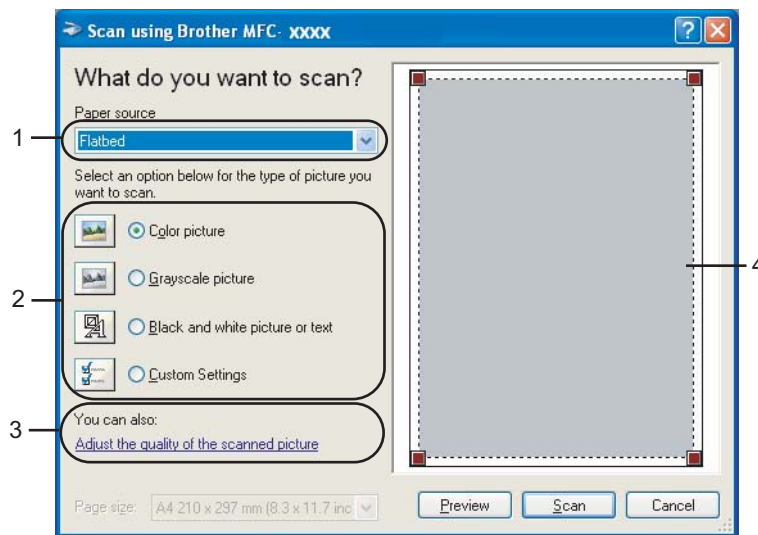 Scan using Brother MFC- XXXX
What do you want to scan?
Paper source
1
Flatbed
Select an option below for the type of picture you
want to scan.
Color picture
Grayscale picture
2
Black and white picture or text
Custom Settings
4
3
You can also:
Adjust the quality of the scanned picture
Page size: A4 210 x 297 mm (8.3 x 11.7 inc
Preview Scan Cancel